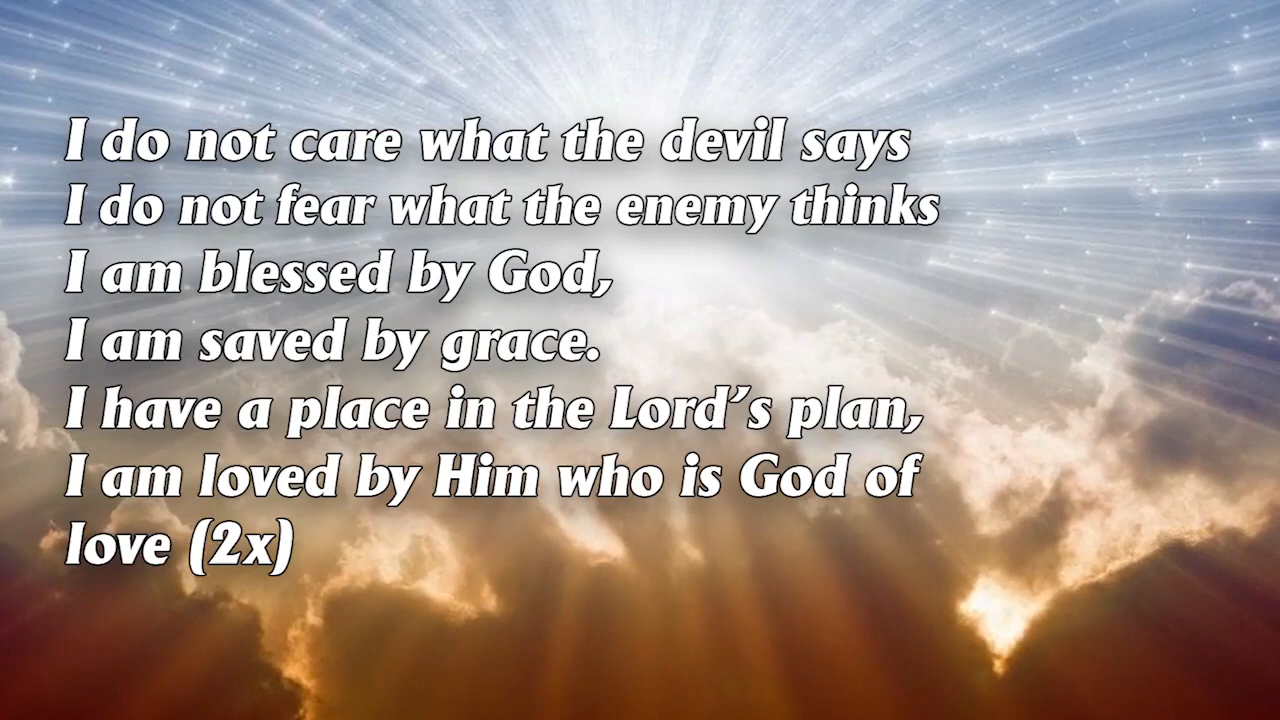 I do not care what the devil says
I do not fear what the enemy thinks
I am blessed by God,
I am saved by grace.
I have a place in the Lord’s plan,
I am loved by Him who is God of
love (2x)